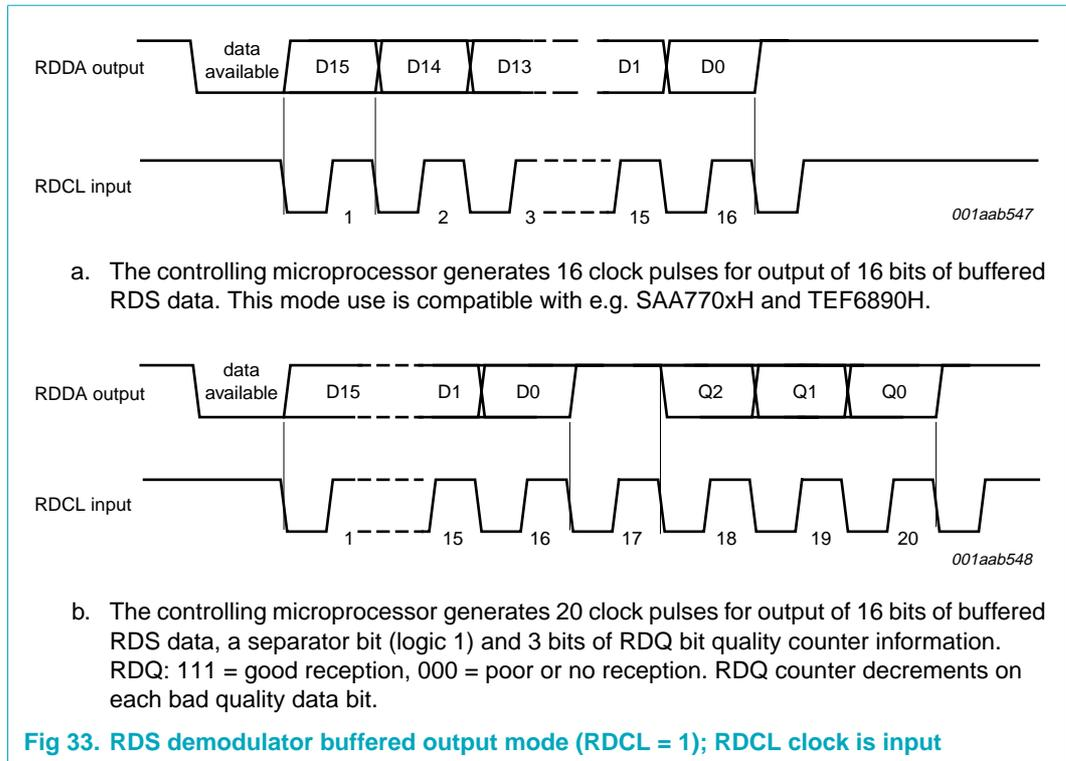 data
RDDA output available D15 D14 D13 D1 D0
RDCL input
1 2 3 15 16
001aab547
a. The controlling microprocessor generates 16 clock pulses for output of 16 bits of buffered
RDS data. This mode use is compatible with e.g. SAA770xH and TEF6890H.
data
RDDA output available D15 D1 D0 Q2 Q1 Q0
RDCL input
1 15 16 17 18 19 20
001aab548
b. The controlling microprocessor generates 20 clock pulses for output of 16 bits of buffered
RDS data, a separator bit (logic 1) and 3 bits of RDQ bit quality counter information.
RDQ: 111 = good reception, 000 = poor or no reception. RDQ counter decrements on
each bad quality data bit.
Fig 33. RDS demodulator buffered output mode (RDCL = 1); RDCL clock is input